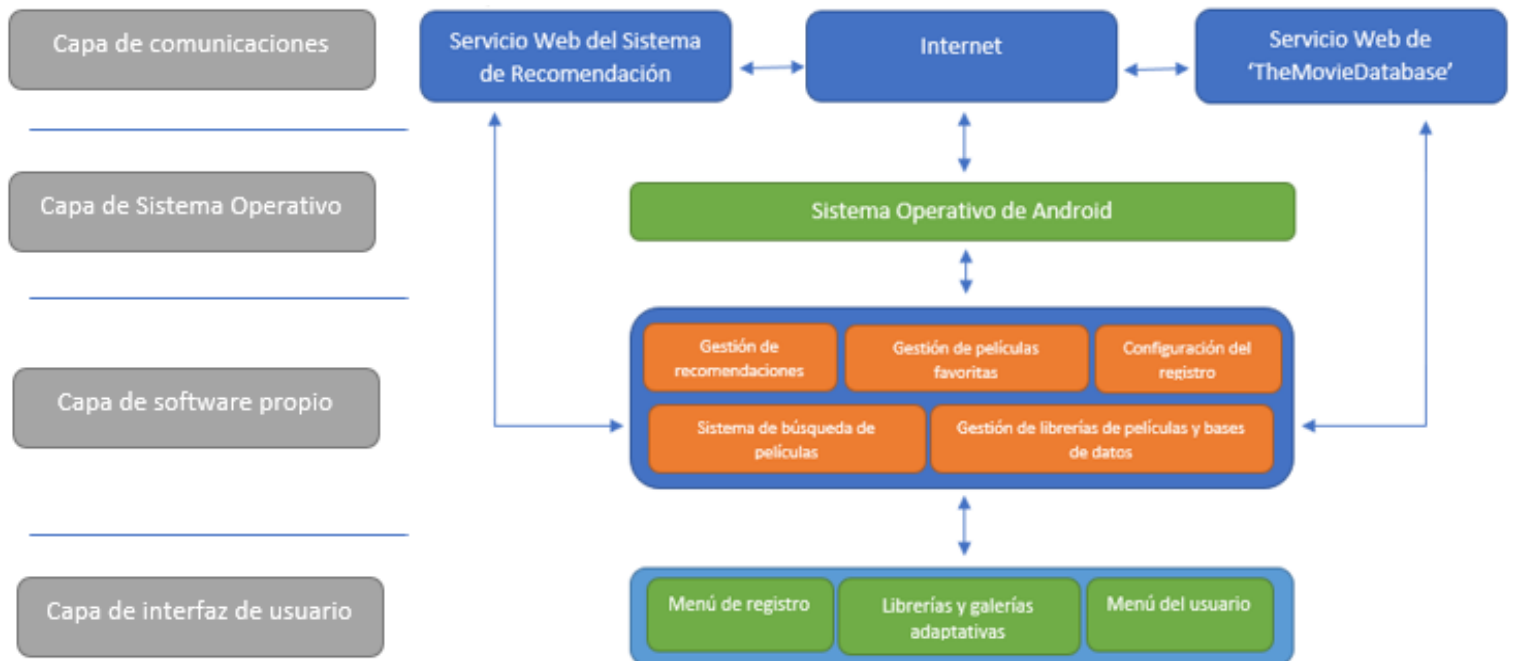 Capa de comunicaciones
Servicio Web del Sistema
de Recomendación
Internet
Servicio Web de
‘TheMovieDatabase’
Capa de Sistema Operativo
Sistema Operativo de Android
Capa de software propio
Gestión de
recomendaciones
Gestión de películas
favoritas
Configuración del
registro
Sistema de búsqueda de
películas
Gestión de librerías de películas y bases
de datos
Capa de interfaz de usuario
Menú de registro
Librerías y galerías
adaptativas
Menú del usuario